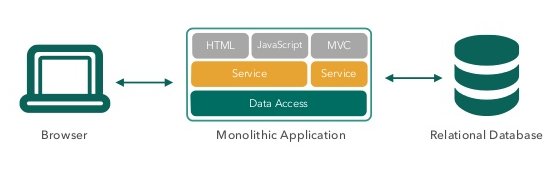 HTML JavaScript MVC
Service Service
Data Access
Browser Monolithic Application Relational Database